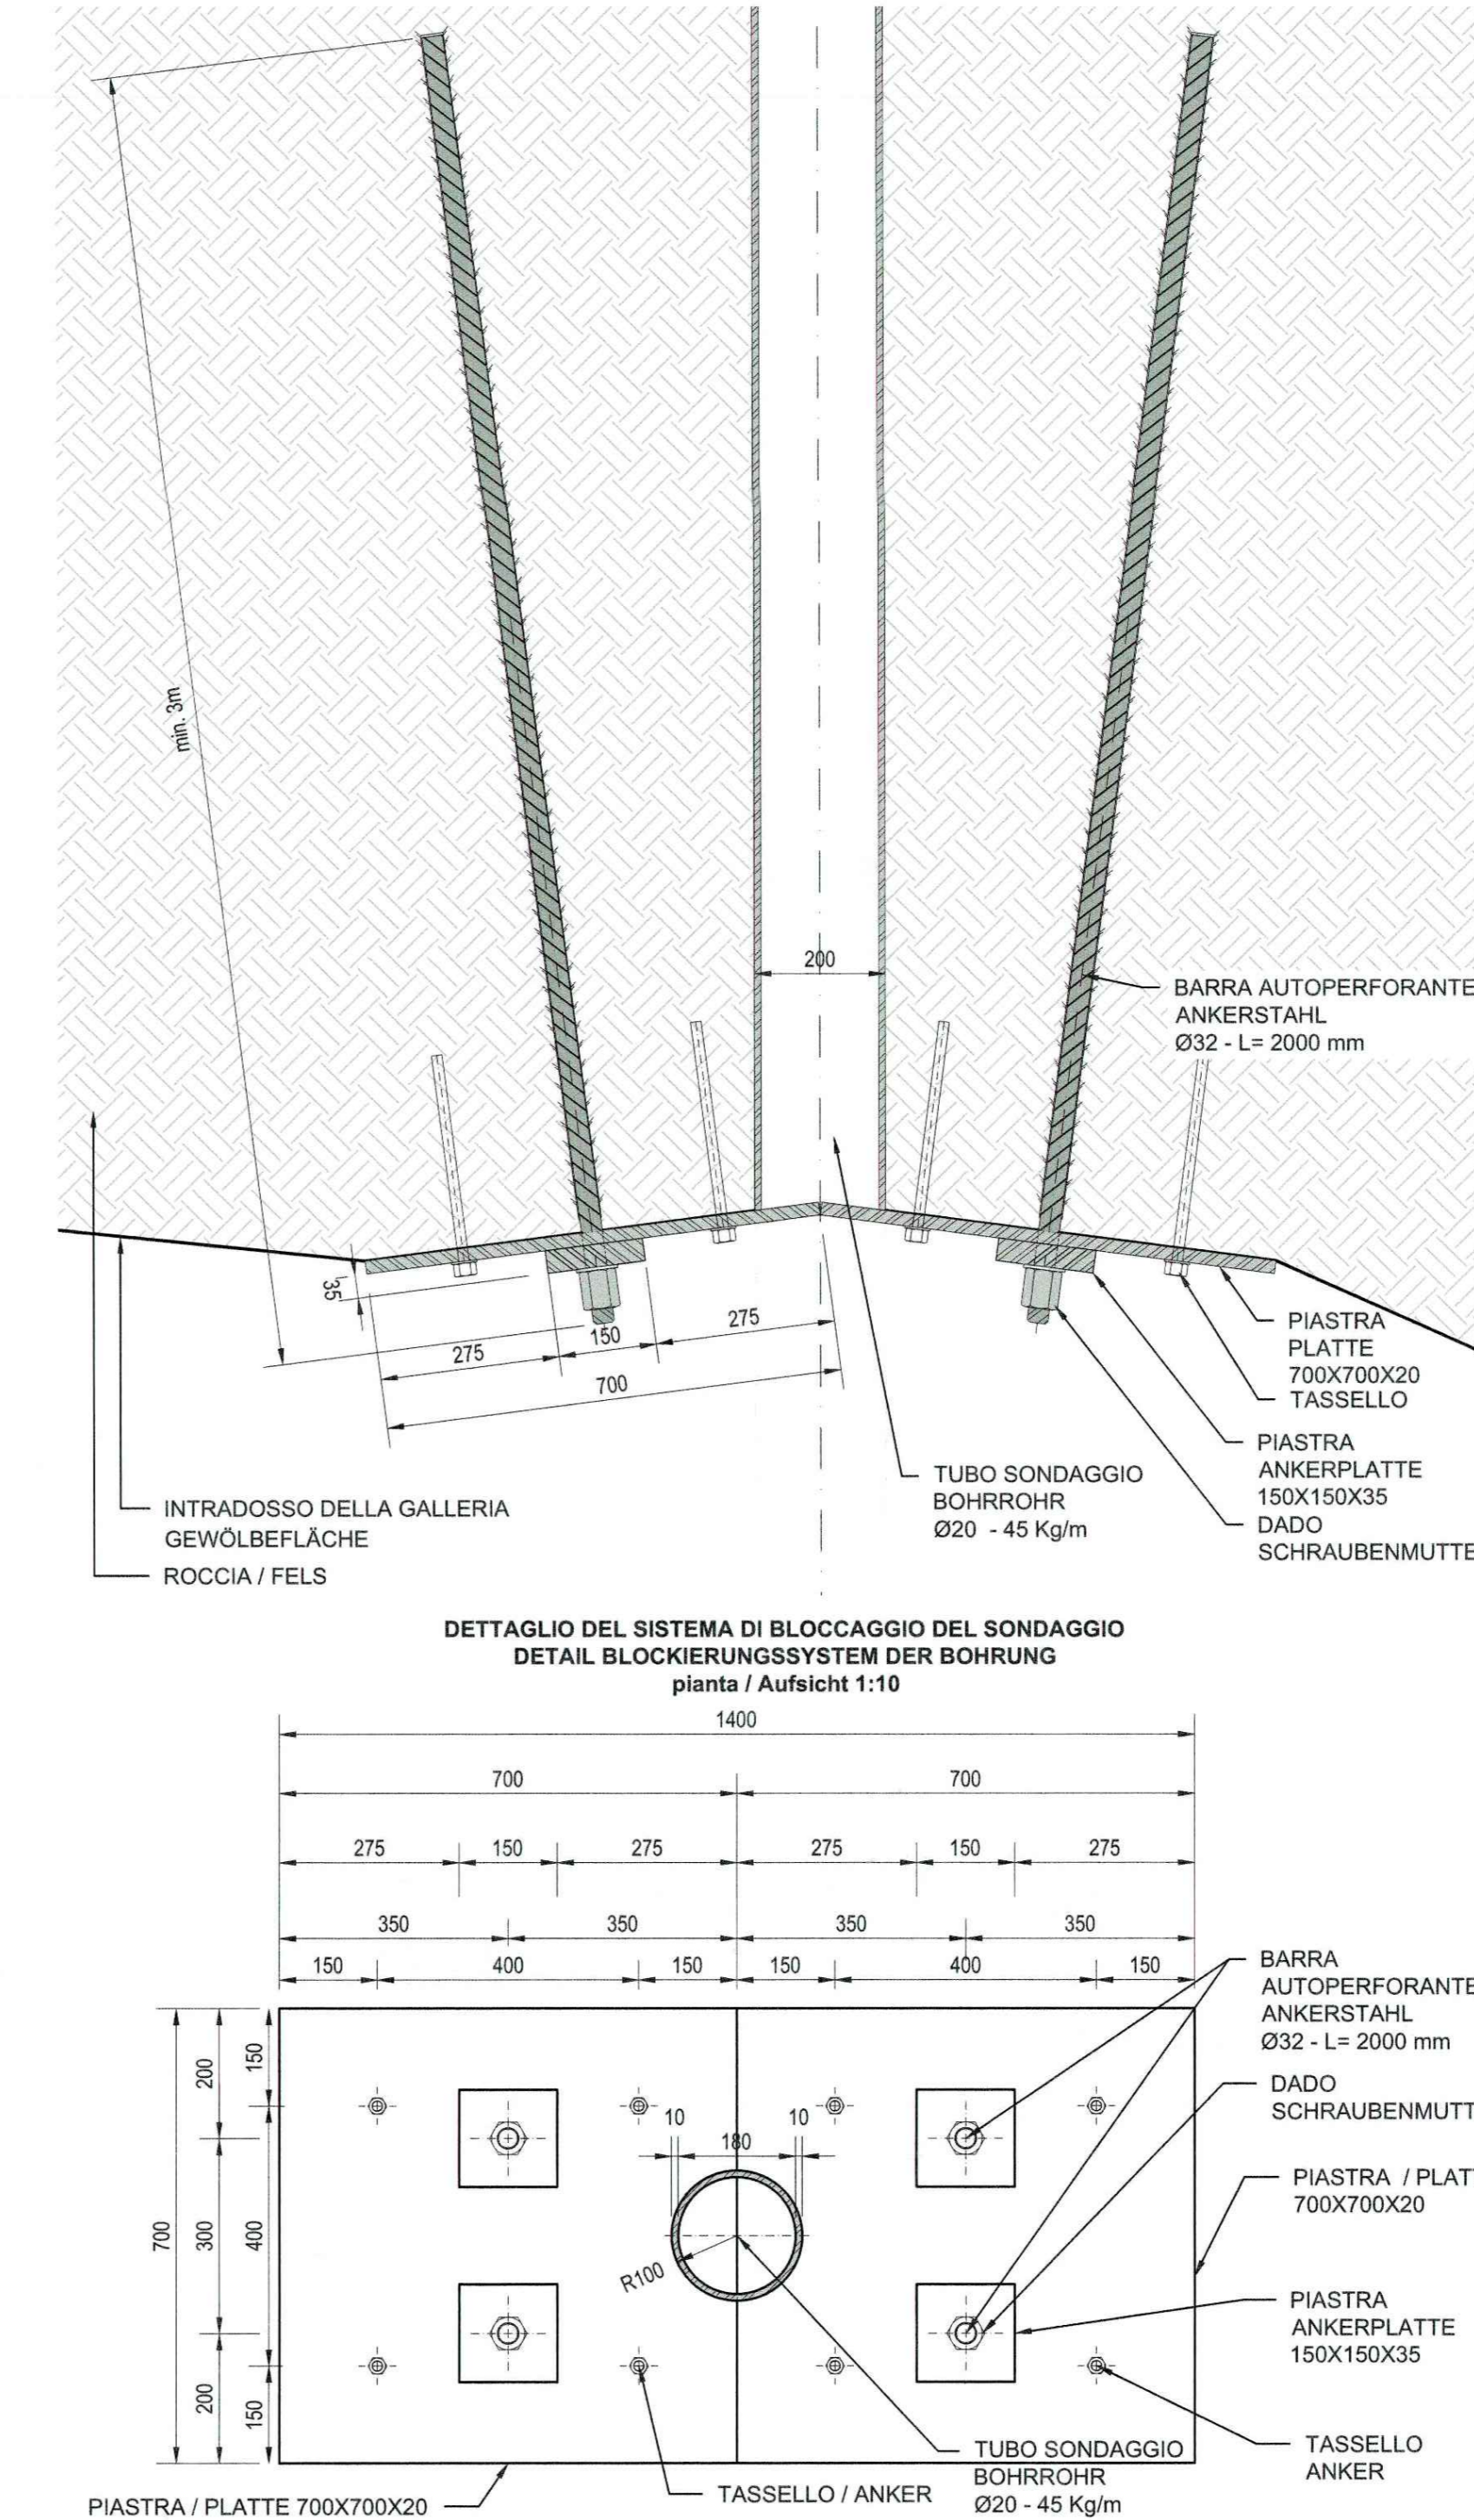 min. 3m
200
BARRA AUTOPERFORANTE
ANKERSTAHL
Ø32 - L= 2000 mm
35
275
150
275
700
PIASTRA
PLATTE
700X700X20
TASSELLO
PIASTRA
ANKERPLATTE
150X150X35
DADO
SCHRAUBENMUTTE
TUBO SONDAGGIO
BOHRROHR
Ø20 - 45 Kg/m
INTRADOSSO DELLA GALLERIA
GEWÖLBEFLÄCHE
ROCCIA / FELS
DETTAGLIO DEL SISTEMA DI BLOCCAGGIO DEL SONDAGGIO
DETAIL BLOCKIERUNGSSYSTEM DER BOHRUNG
pianta / Aufsicht 1:10
1400
700 700
275 150 275 275 150 275
350 350 350 350
150 400 150 150 400 150
BARRA
AUTOPERFORANTE
ANKERSTAHL
Ø32 - L= 2000 mm
DADO
SCHRAUBENMUTT
PIASTRA / PLAT
700X700X20
PIASTRA
ANKERPLATTE
150X150X35
TASSELLO
ANKER
700
200
300
200
150
400
150
10
180
10
R100
TUBO SONDAGGIO
BOHRROHR
Ø20 - 45 Kg/m
TASSELLO / ANKER
PIASTRA / PLATTE 700X700X20